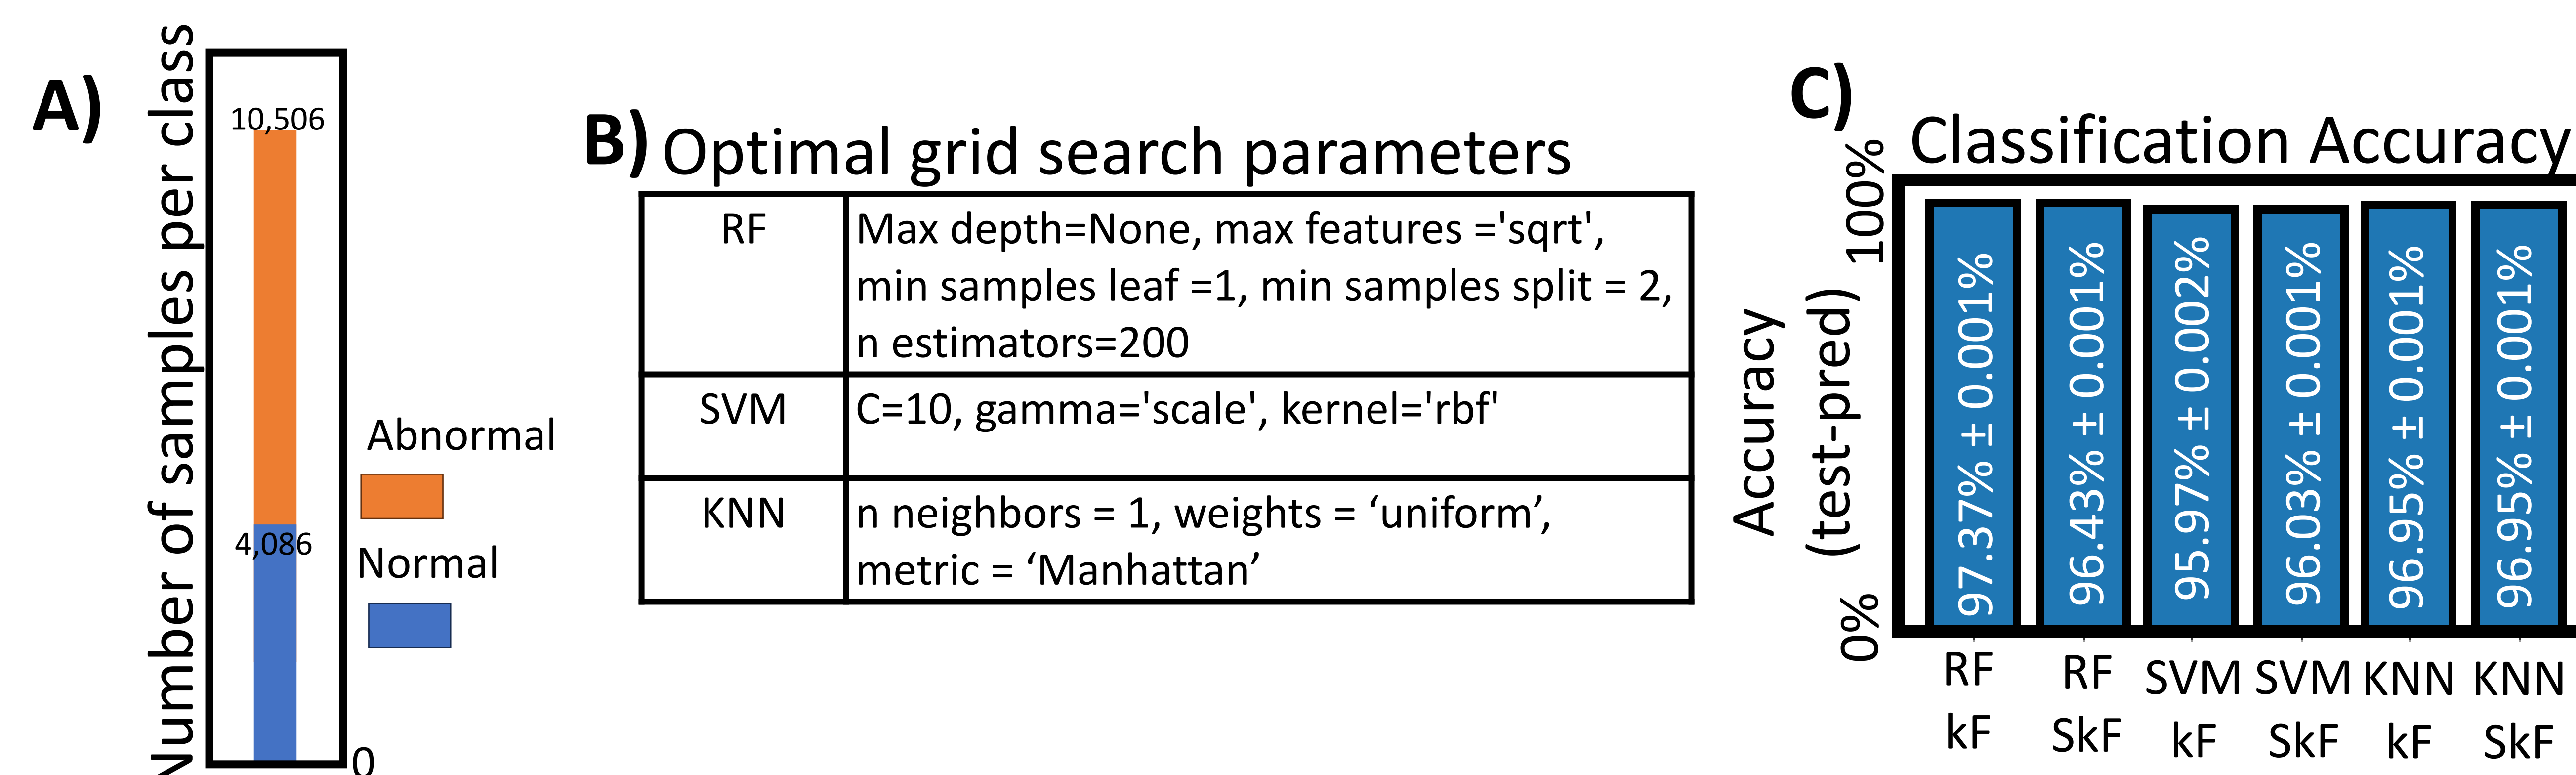 A)
Number of samples per class
10,506
4,086
0
Abnormal
Normal
B) Optimal grid search parameters
RF
Max depth=None, max features ='sqrt',
min samples leaf =1, min samples split = 2,
n estimators=200
SVM
C=10, gamma='scale', kernel='rbf'
KNN
n neighbors = 1, weights = ‘uniform’,
metric = ‘Manhattan’
C)
Classification Accuracy
Accuracy
(test-pred)
100%
0%
97.37% ± 0.001%
96.43% ± 0.001%
95.97% ± 0.002%
96.03% ± 0.001%
96.95% ± 0.001%
96.95% ± 0.001%
RF
kF
RF
SkF
SVM
kF
SVM
SkF
KNN
kF
KNN
SkF